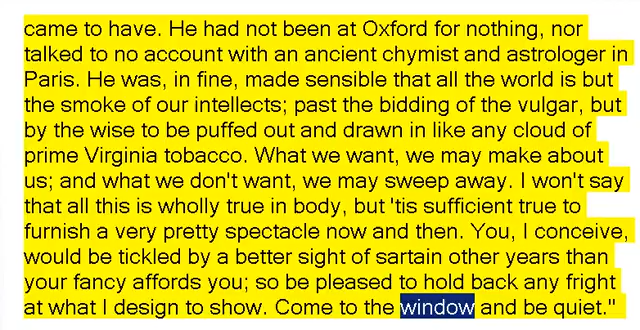 came to have. He had not been at Oxford for nothing, nor
talked to no account with an ancient chymist and astrologer in
Paris. He was, in fine, made sensible that all the world is but
the smoke of our intellects; past the bidding of the vulgar, but
by the wise to be puffed out and drawn in like any cloud of
prime Virginia tobacco. What we want, we may make about
us; and what we don't want, we may sweep away. I won't say
that all this is wholly true in body, but 'tis sufficient true to
furnish a very pretty spectacle now and then. You, I conceive,
would be tickled by a better sight of sartain other years than
your fancy affords you; so be pleased to hold back any fright
at what I design to show. Come to the window and be quiet."